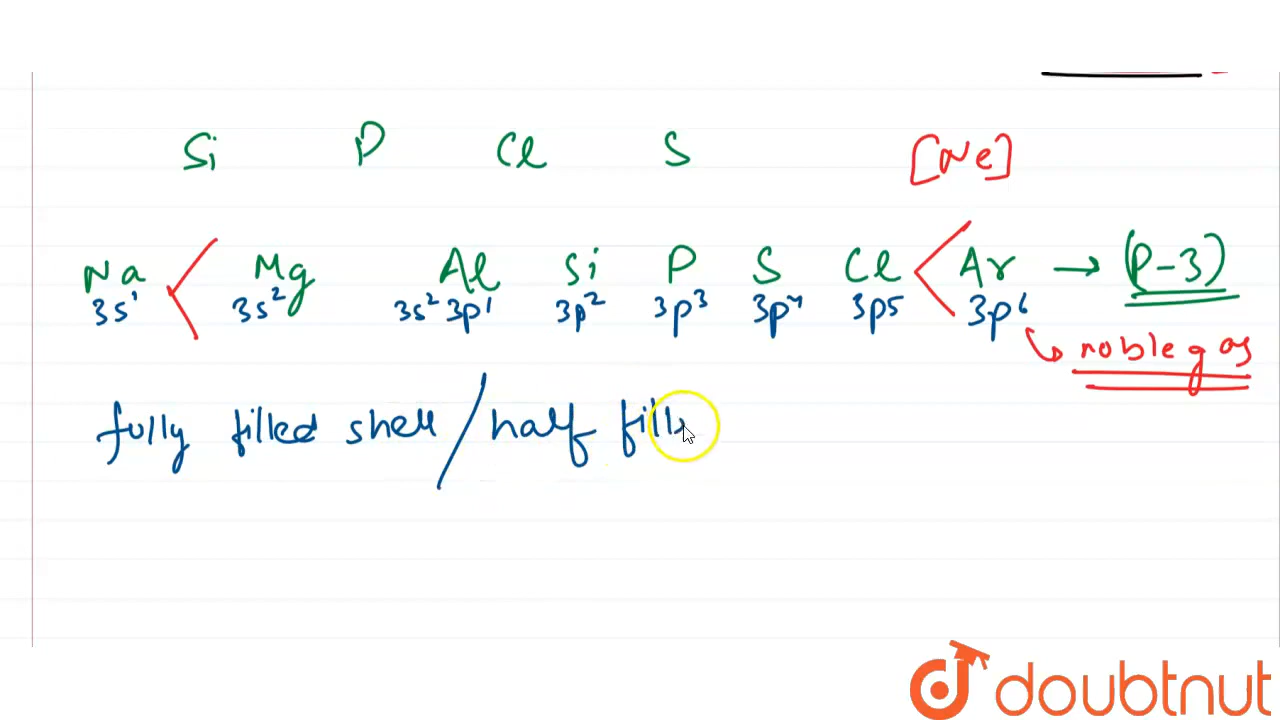 Si P Cl S [Ne]
Na < Mg Al Si P S Cl < Ar → (P-3)
3s¹ 3s² 3s² 3p¹ 3p² 3p³ 3p⁴ 3p5 3p⁶
noble gas
fully filled shell / half fill
doubtnut